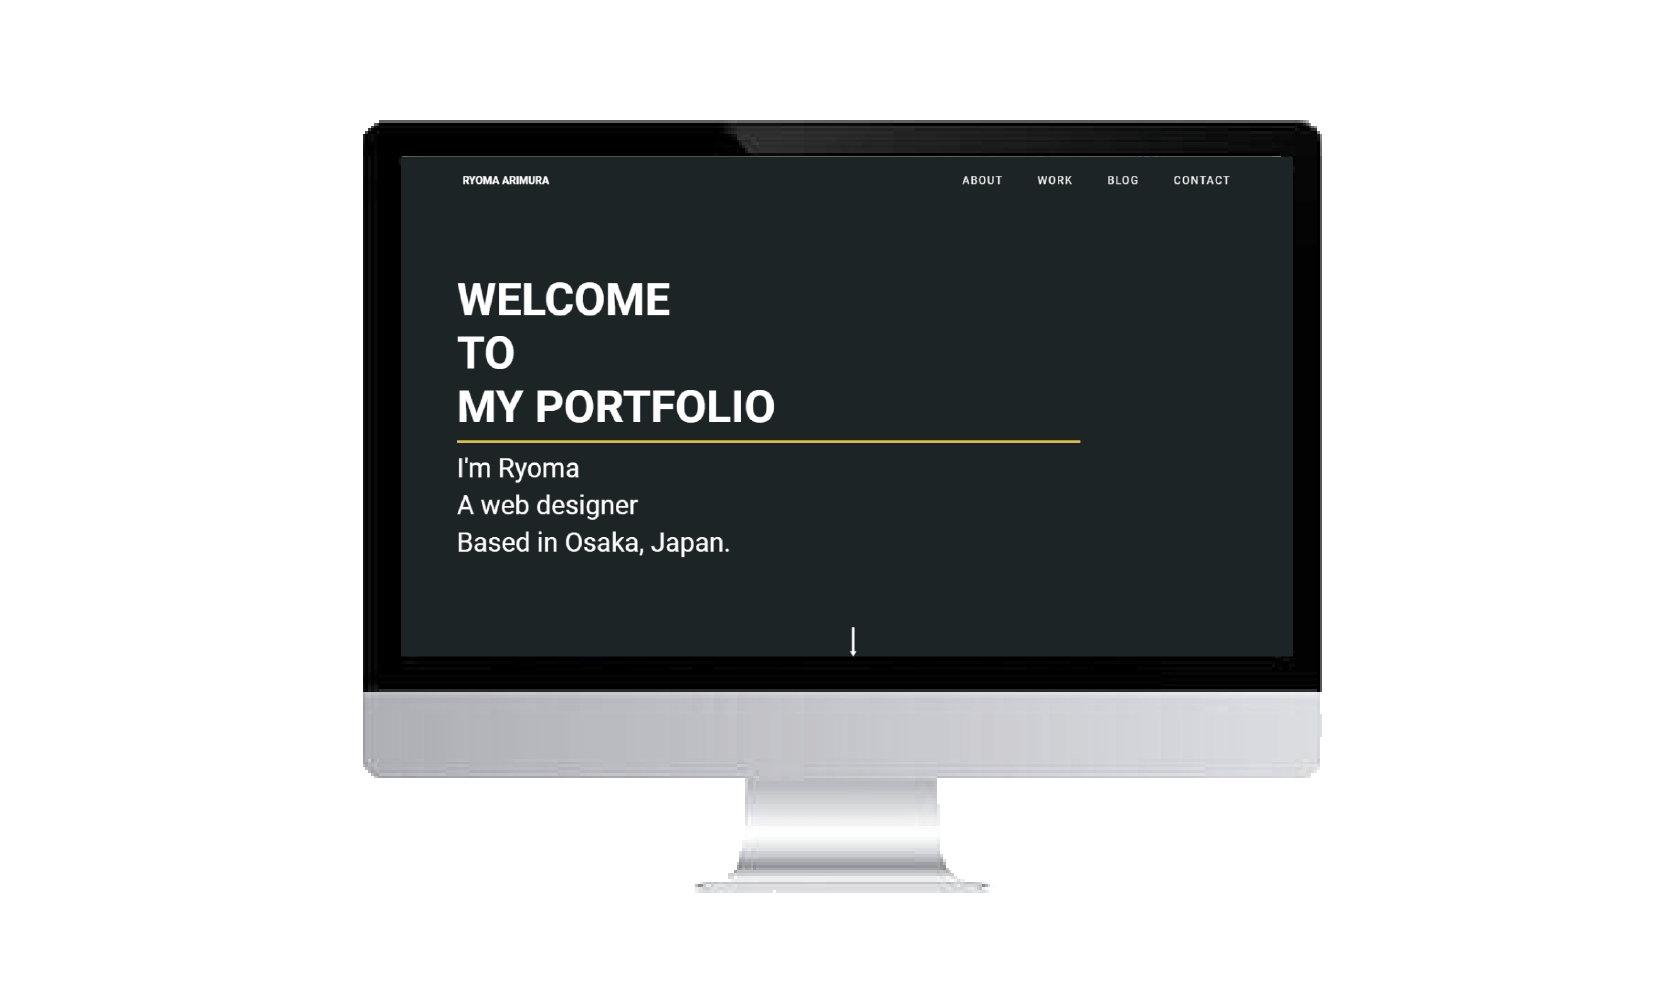 RYOMA ARIMURA
ABOUT WORK BLOG CONTACT
WELCOME
TO
MY PORTFOLIO
I'm Ryoma
A web designer
Based in Osaka, Japan.